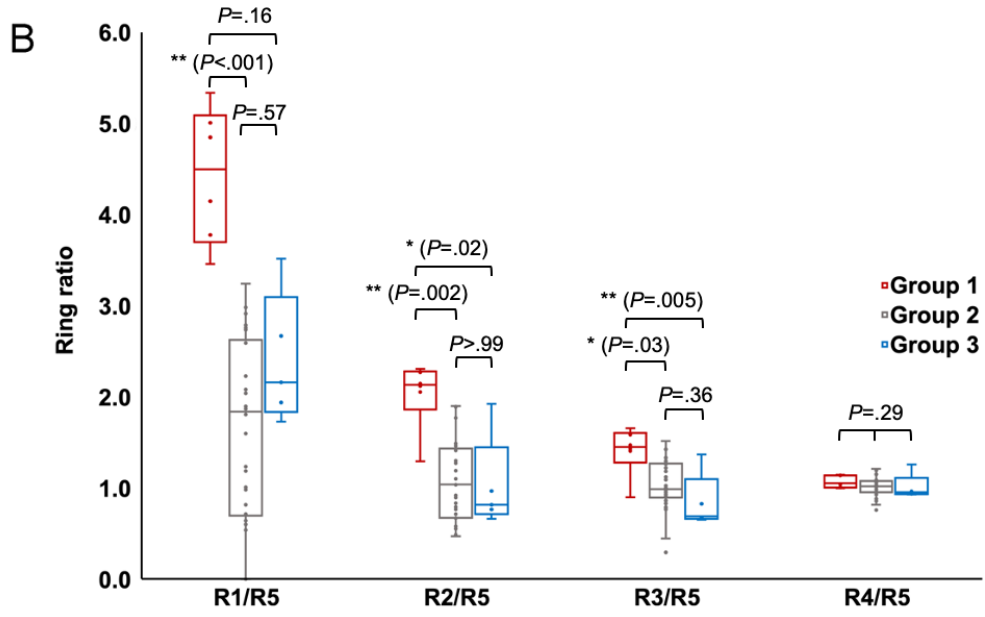 B
P=.16
** (P<.001)
P=.57
* (P=.02)
** (P=.002)
P>.99
** (P=.005)
* (P=.03)
P=.36
P=.29
Ring ratio
6.0
5.0
4.0
3.0
2.0
1.0
0.0
Group 1
Group 2
Group 3
R1/R5
R2/R5
R3/R5
R4/R5